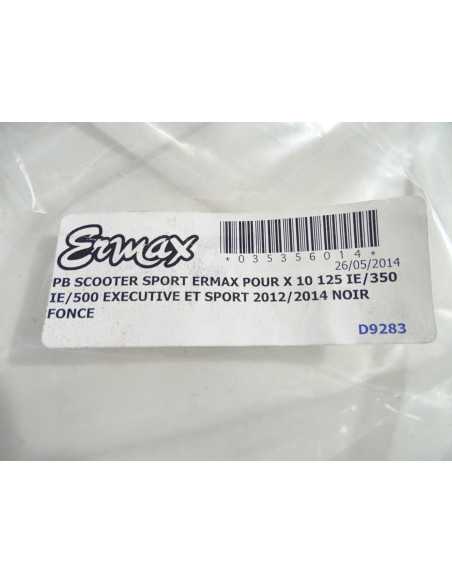 Ermax
*035356014*
26/05/2014
PB SCOOTER SPORT ERMAX POUR X 10 125 IE/350
IE/500 EXECUTIVE ET SPORT 2012/2014 NOIR
FONCE
D9283